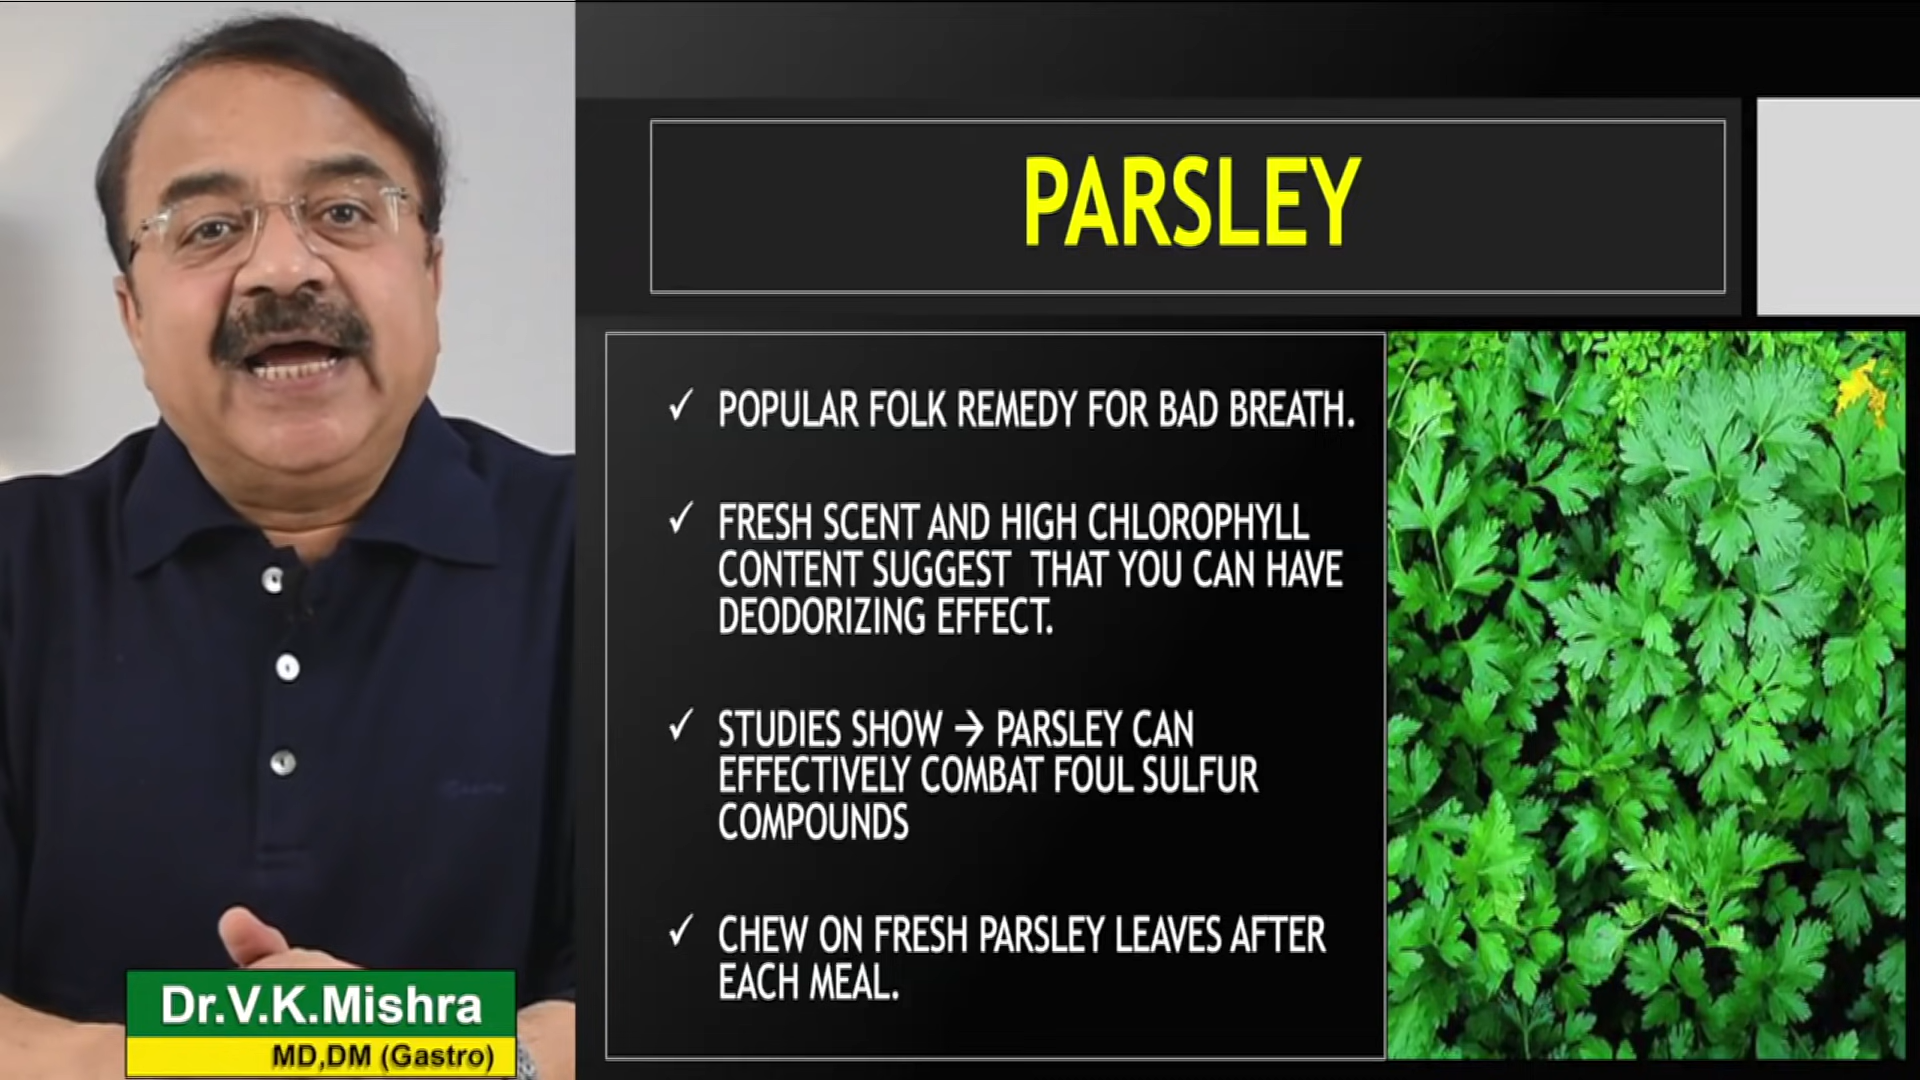 PARSLEY
✓ POPULAR FOLK REMEDY FOR BAD BREATH.
✓ FRESH SCENT AND HIGH CHLOROPHYLL
CONTENT SUGGEST THAT YOU CAN HAVE
DEODORIZING EFFECT.
✓ STUDIES SHOW → PARSLEY CAN
EFFECTIVELY COMBAT FOUL SULFUR
COMPOUNDS
✓ CHEW ON FRESH PARSLEY LEAVES AFTER
EACH MEAL.
Dr.V.K.Mishra
MD,DM (Gastro)